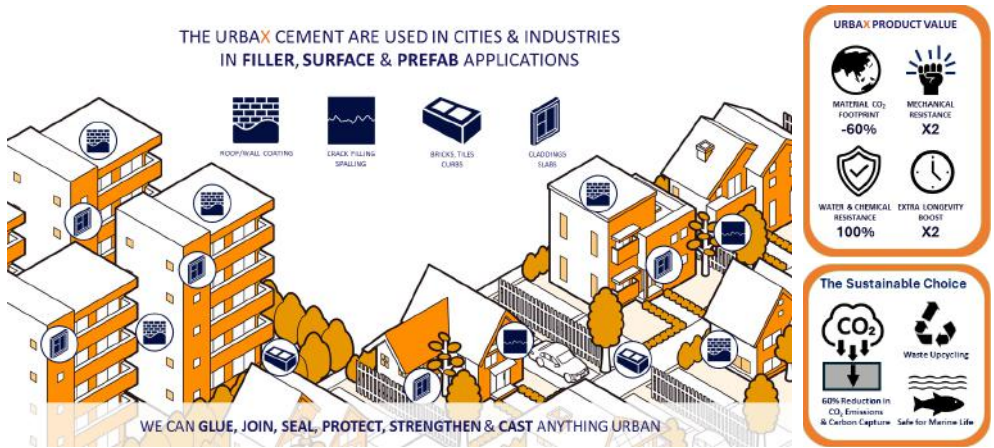 THE URBAX CEMENT ARE USED IN CITIES & INDUSTRIES
IN FILLER, SURFACE & PREFAB APPLICATIONS
ROOF/WALL COATING
CRACK FILLING
SPALLING
BRICKS, TILES
CURBS
CLADDINGS
SLABS
WE CAN GLUE, JOIN, SEAL, PROTECT, STRENGTHEN & CAST ANYTHING URBAN
URBAX PRODUCT VALUE
MATERIAL CO₂
FOOTPRINT
-60%
MECHANICAL
RESISTANCE
X2
WATER & CHEMICAL
RESISTANCE
100%
EXTRA LONGEVITY
BOOST
X2
The Sustainable Choice
CO₂
60% Reduction in
CO₂ Emissions
& Carbon Capture
Waste Upcycling
Safe for Marine Life